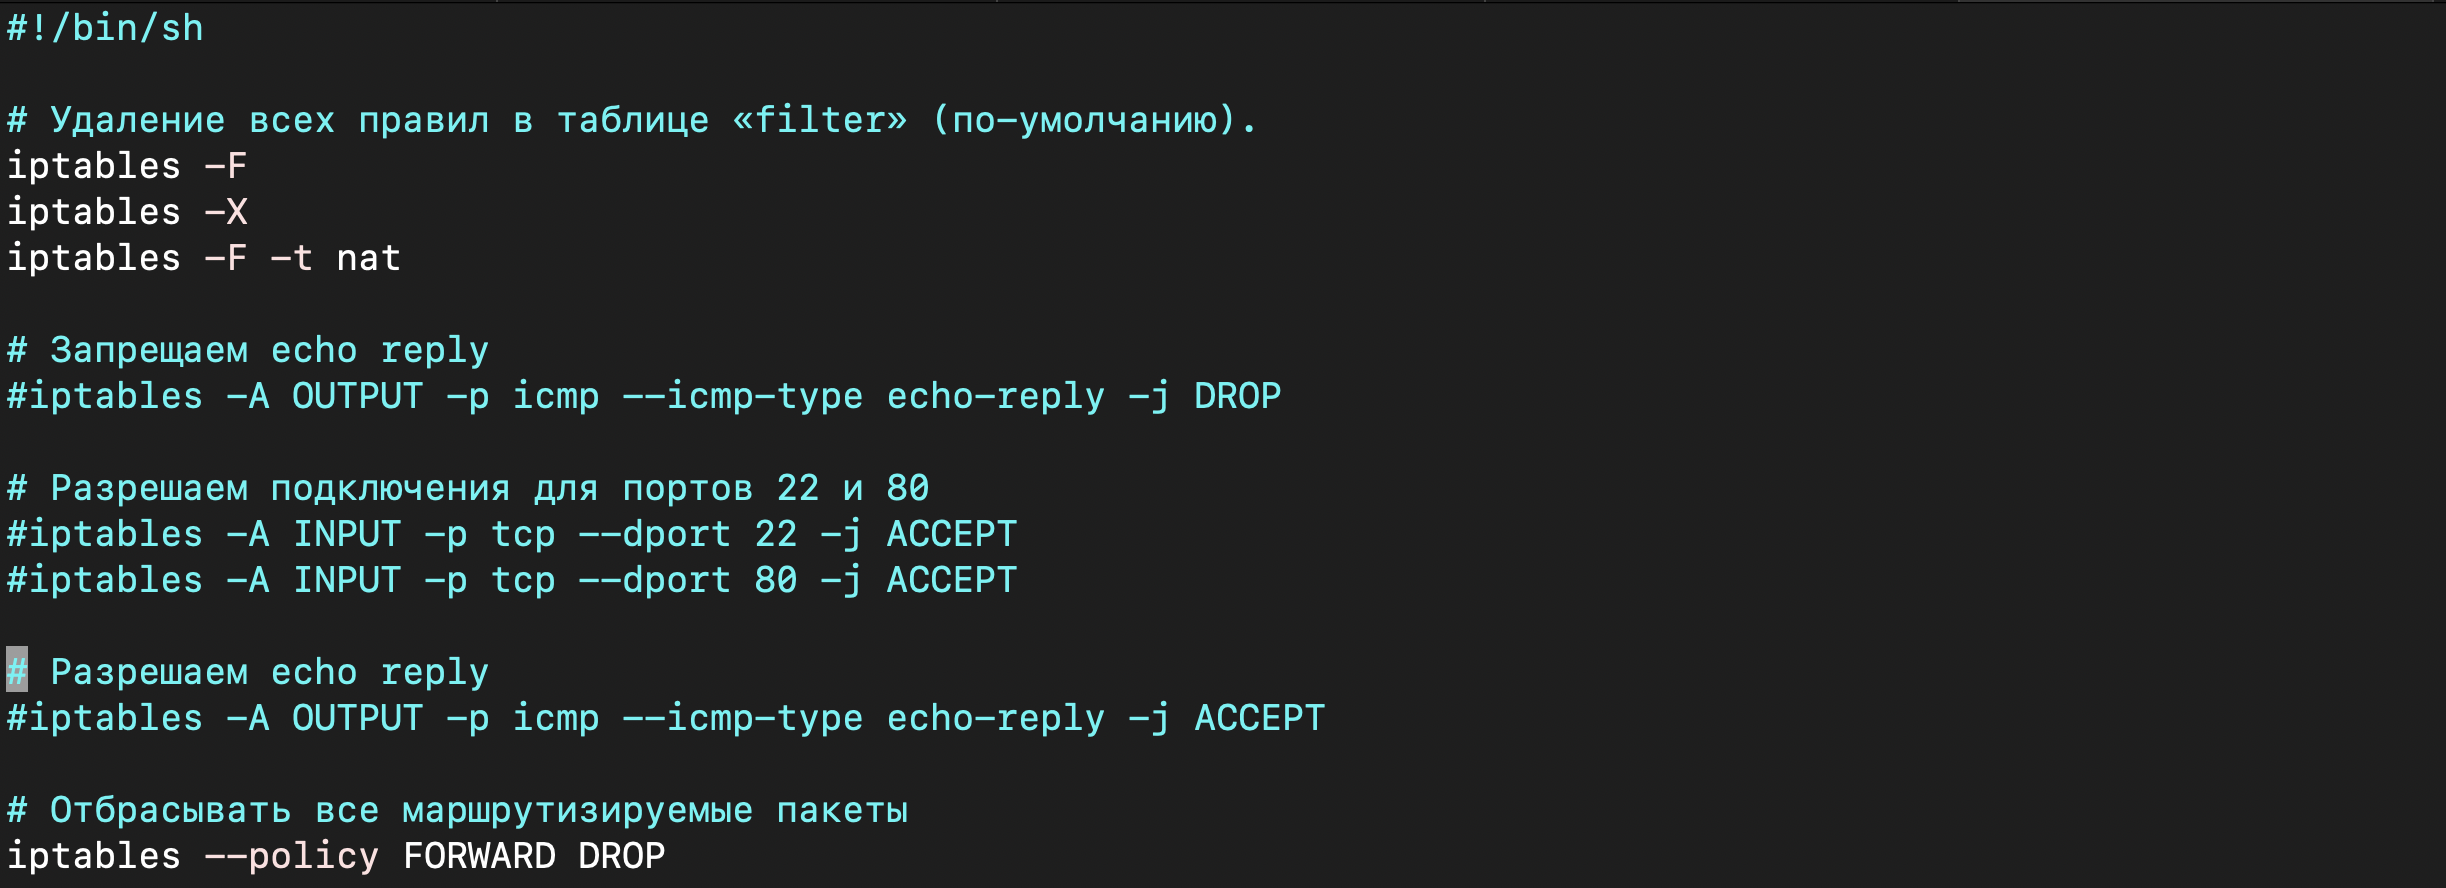 #!/bin/sh
# Удаление всех правил в таблице «filter» (по-умолчанию).
iptables -F
iptables -X
iptables -F -t nat
# Запрещаем echo reply
#iptables -A OUTPUT -p icmp --icmp-type echo-reply -j DROP
# Разрешаем подключения для портов 22 и 80
#iptables -A INPUT -p tcp --dport 22 -j ACCEPT
#iptables -A INPUT -p tcp --dport 80 -j ACCEPT
# Разрешаем echo reply
#iptables -A OUTPUT -p icmp --icmp-type echo-reply -j ACCEPT
# Отбрасывать все маршрутизируемые пакеты
iptables --policy FORWARD DROP